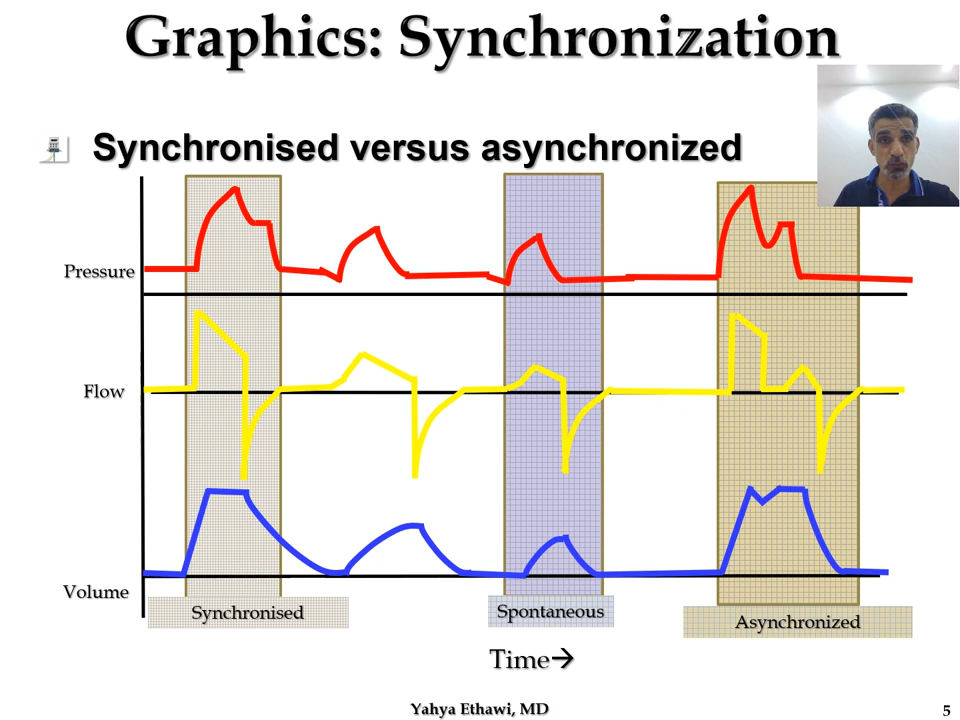 Graphics: Synchronization
Synchronised versus asynchronized
Pressure
Flow
Volume
Synchronised
Spontaneous
Asynchronized
Time→
Yahya Ethawi, MD
5